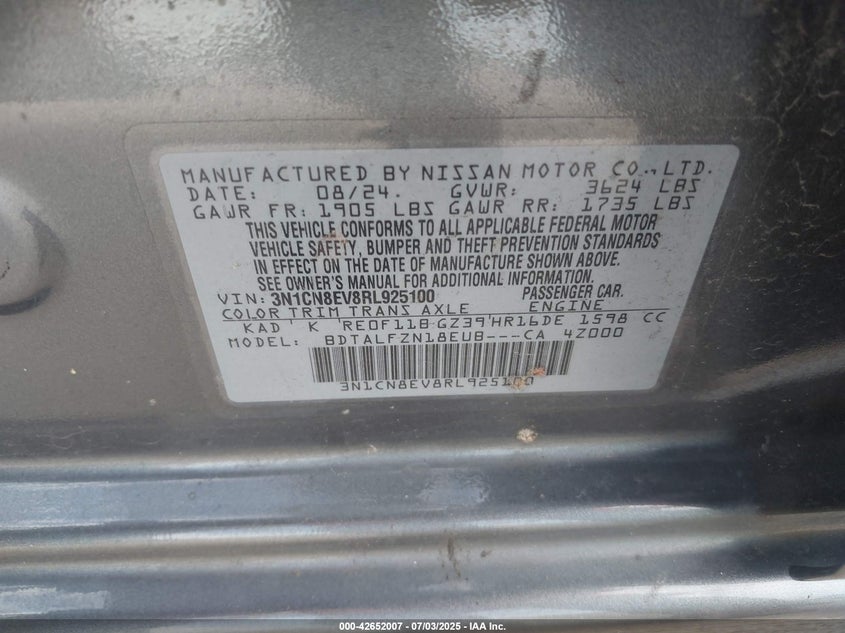 MANUFACTURED BY NISSAN MOTOR CO., LTD.
DATE: 08/24. GVWR: 3624 LBS
GAWR FR: 1905 LBS GAWR RR: 1735 LBS
THIS VEHICLE CONFORMS TO ALL APPLICABLE FEDERAL MOTOR
VEHICLE SAFETY, BUMPER AND THEFT PREVENTION STANDARDS
IN EFFECT ON THE DATE OF MANUFACTURE SHOWN ABOVE.
SEE OWNER'S MANUAL FOR ADDITIONAL INFORMATION.
VIN: 3N1CN8EV8RL925100 PASSENGER CAR.
COLOR TRIM TRANS AXLE ENGINE
KAD ' K 'RE0F11B GZ39'HR16DE 1598 CC
MODEL: BDTALFZN18EUB---CA 4Z000
3N1CN8EV8RL925100
000-42652007 - 07/03/2025 - IAA Inc.